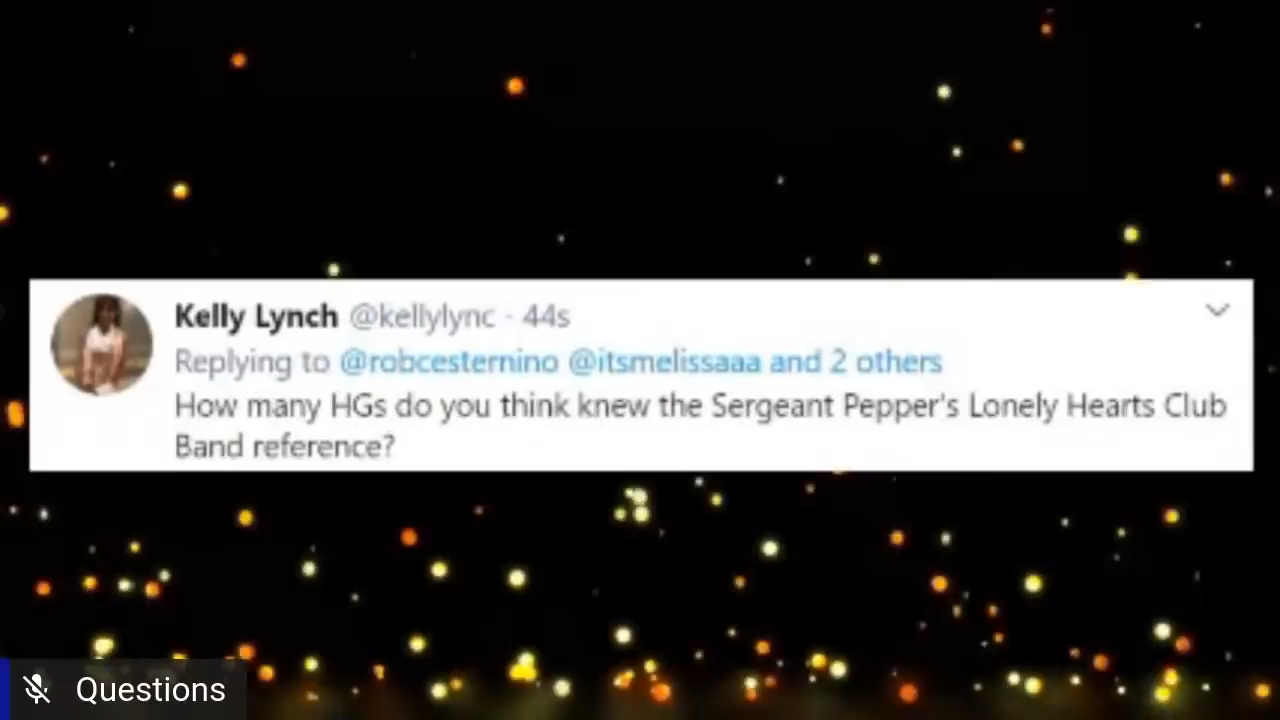 Kelly Lynch @kellylync · 44s
Replying to @robcesternino @itsmelissaaa and 2 others
How many HGs do you think knew the Sergeant Pepper's Lonely Hearts Club
Band reference?
Questions